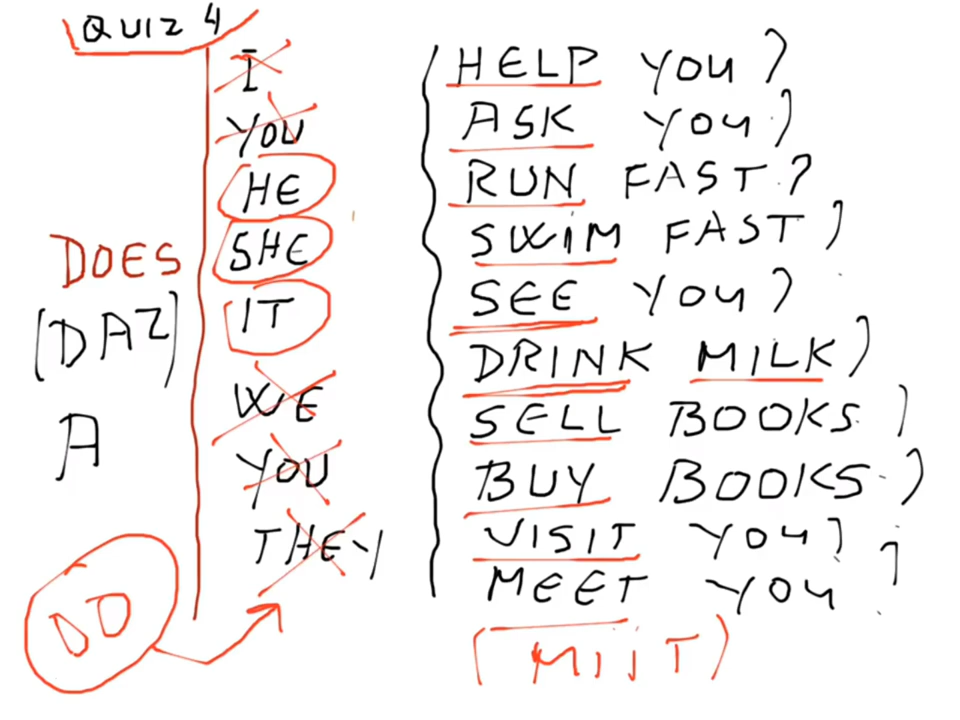 QUIZ 4
I
YOU
HE
SHE
IT
WE
YOU
THEY
DOES
(DAZ)
A
DO
HELP YOU?
ASK YOU?
RUN FAST?
SWiM FAST?
SEE YOU?
DRINK MILK?
SELL BOOKS?
BUY BOOKS?
VISIT YOU?
MEET YOU?
(MiiT)